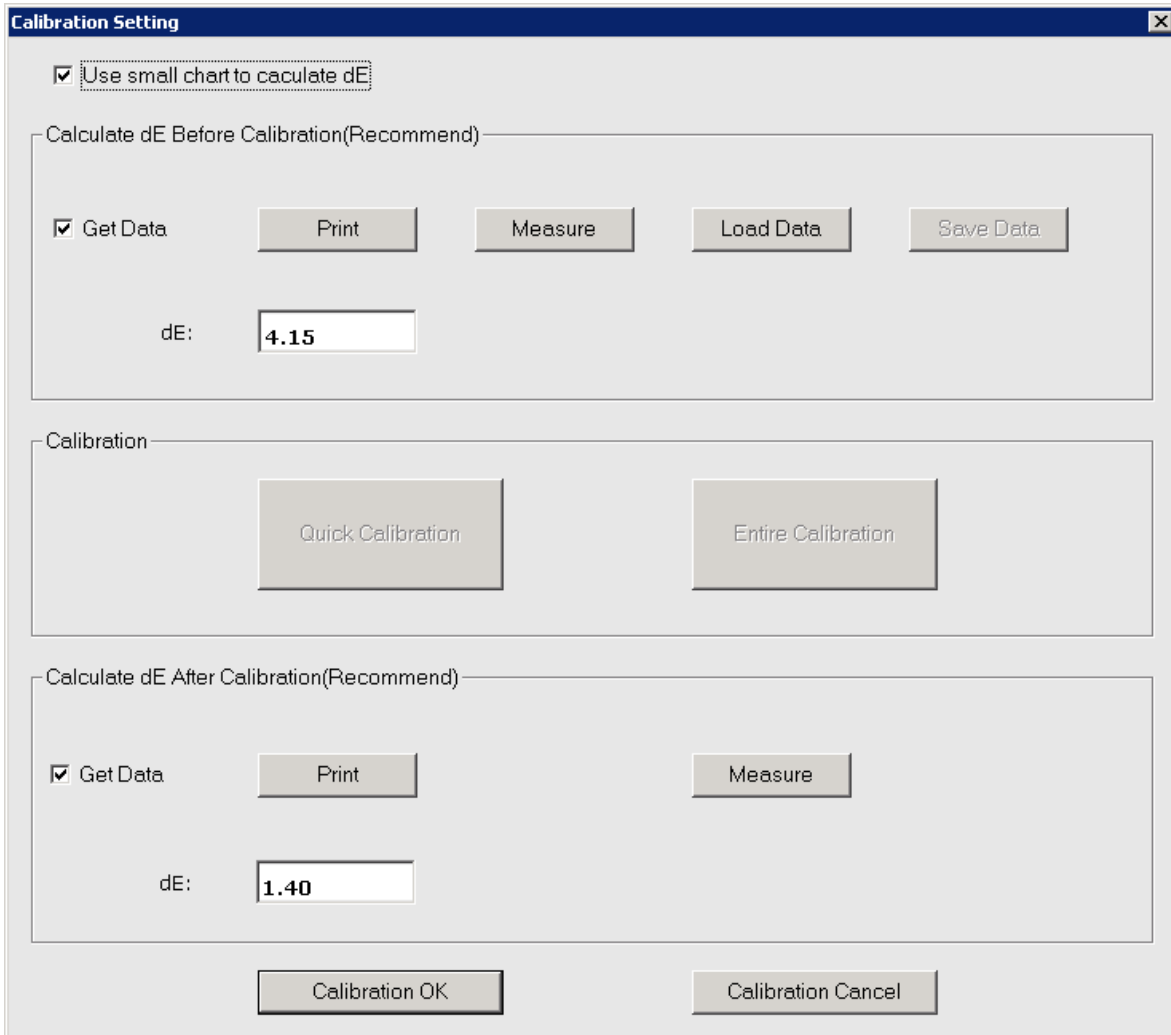 Calibration Setting
Use small chart to caculate dE
Calculate dE Before Calibration(Recommend)
Get Data Print Measure Load Data Save Data
dE: 4.15
Calibration
Quick Calibration Entire Calibration
Calculate dE After Calibration(Recommend)
Get Data Print Measure
dE: 1.40
Calibration OK Calibration Cancel